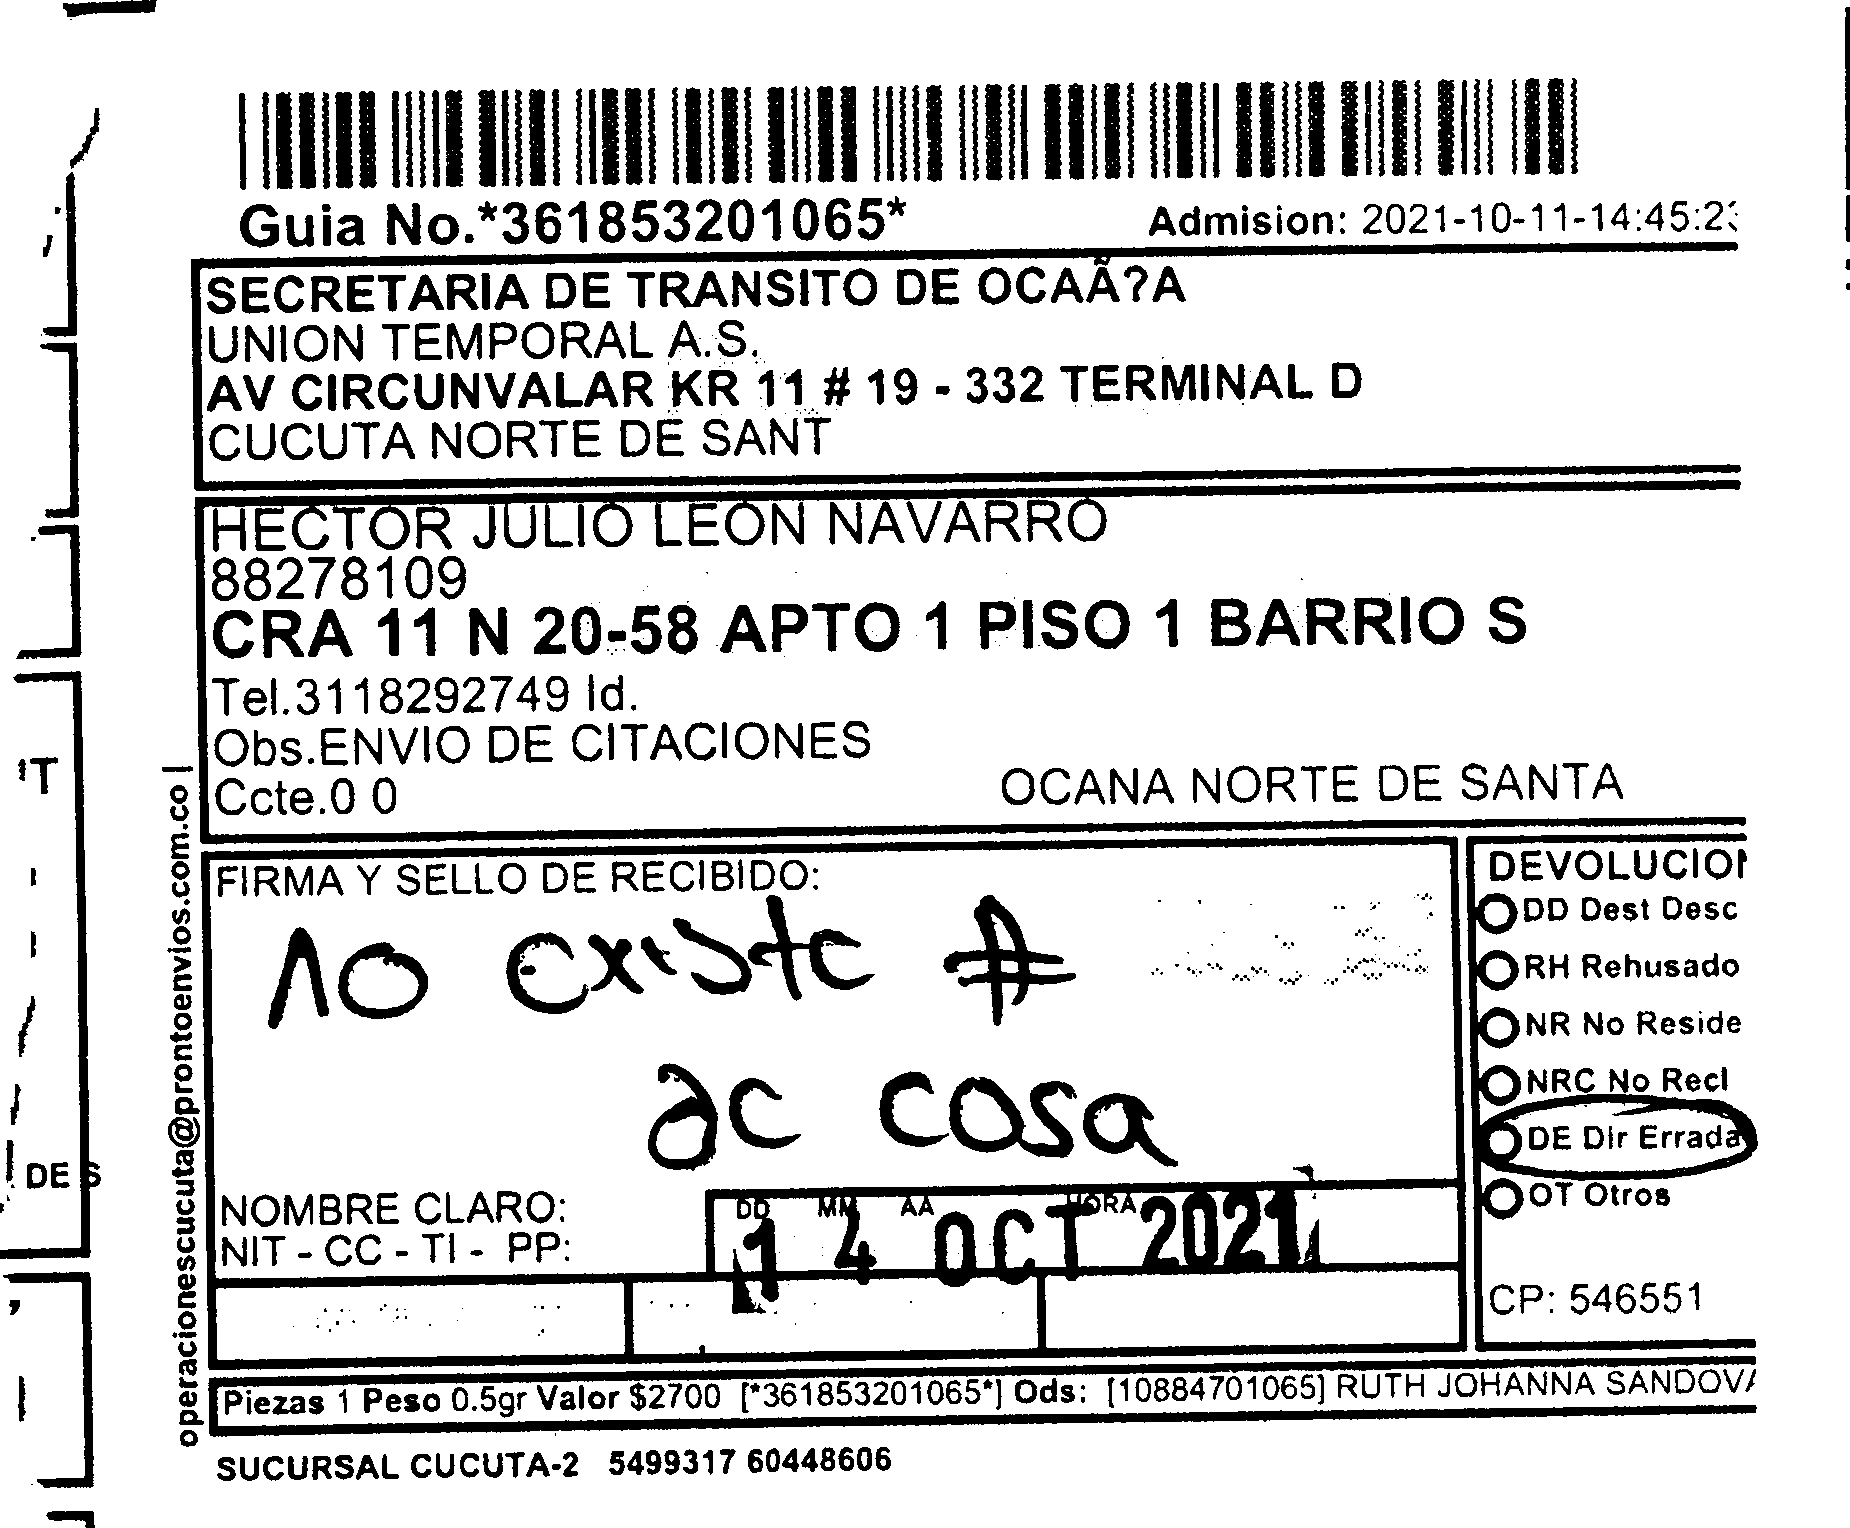 Guia No.*361853201065*
Admision: 2021-10-11-14:45:23
SECRETARIA DE TRANSITO DE OCAÃ?A
UNION TEMPORAL A.S.
AV CIRCUNVALAR KR 11 # 19 - 332 TERMINAL D
CUCUTA NORTE DE SANT
HECTOR JULIO LEON NAVARRO
88278109
CRA 11 N 20-58 APTO 1 PISO 1 BARRIO S
Tel.3118292749 Id.
Obs.ENVIO DE CITACIONES
Ccte.0 0
OCANA NORTE DE SANTA
operacionescucuta@prontoenvios.com.co |
FIRMA Y SELLO DE RECIBIDO:
no existe #
de casa
NOMBRE CLARO:
NIT - CC - TI - PP:
DD MM AA HORA
14 OCT 2021
DEVOLUCION
DD Dest Desc
RH Rehusado
NR No Reside
NRC No Recl
DE Dir Errada
OT Otros
CP: 546551
Piezas 1 Peso 0.5gr Valor $2700 [*361853201065*] Ods: [10884701065] RUTH JOHANNA SANDOVA
SUCURSAL CUCUTA-2 5499317 60448606
DE S